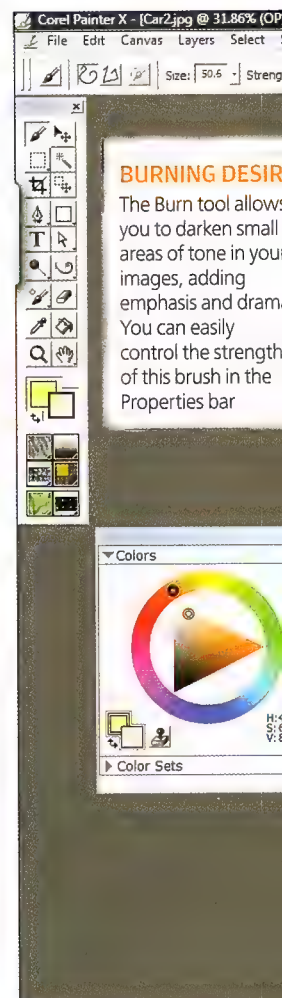 Corel Painter X - [Car2.jpg @ 31.86% (OP
File Edit Canvas Layers Select
Size: 50.6 Streng
BURNING DESIR
The Burn tool allows
you to darken small
areas of tone in your
images, adding
emphasis and drama
You can easily
control the strength
of this brush in the
Properties bar
T
Colors
H:
S:
V:
Color Sets